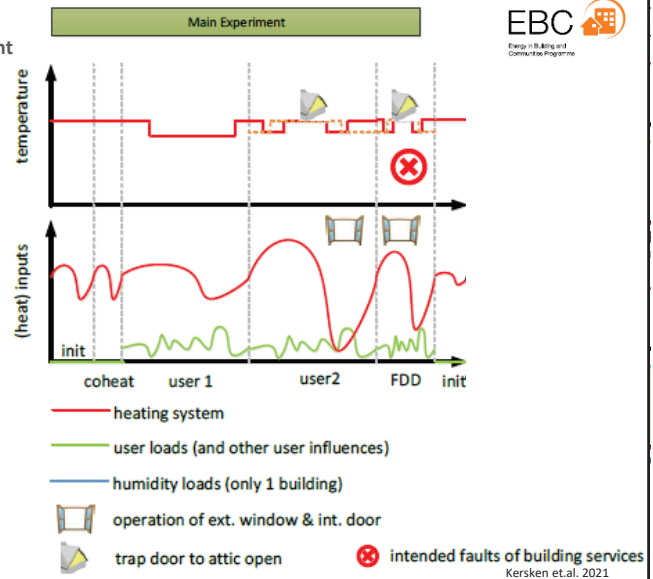 Main Experiment
EBC
Energy in Building and
Communities Programme
nt
temperature
(heat) inputs
init
coheat
user 1
user2
FDD
init
heating system
user loads (and other user influences)
humidity loads (only 1 building)
operation of ext. window & int. door
trap door to attic open
intended faults of building services
Kersken et.al. 2021